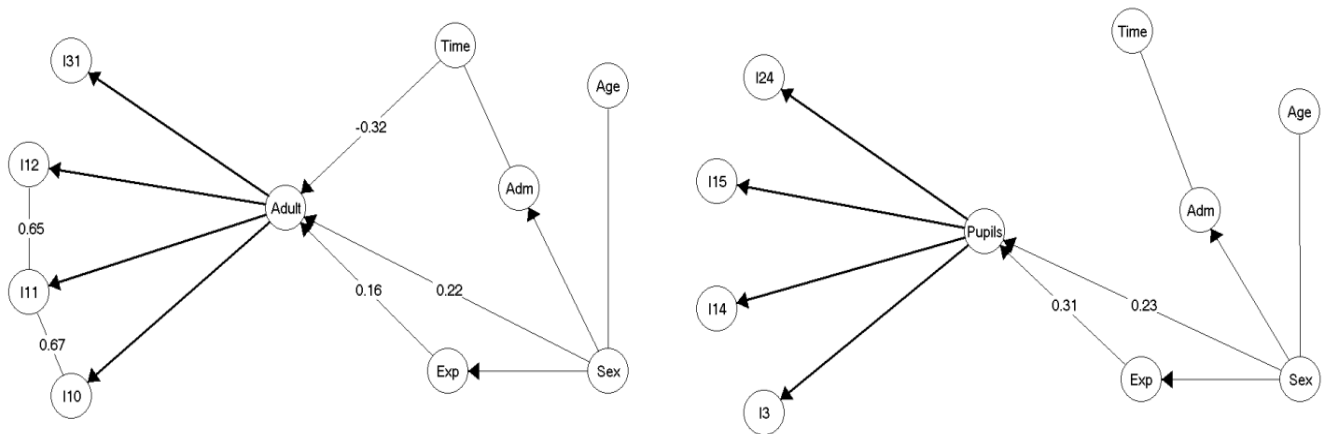 Time
I31
Age
-0.32
I12
Adm
Adult
0.65
I11
0.16
0.22
0.67
Exp
Sex
I10
Time
I24
Age
I15
Adm
Pupils
I14
0.31
0.23
Exp
Sex
I3